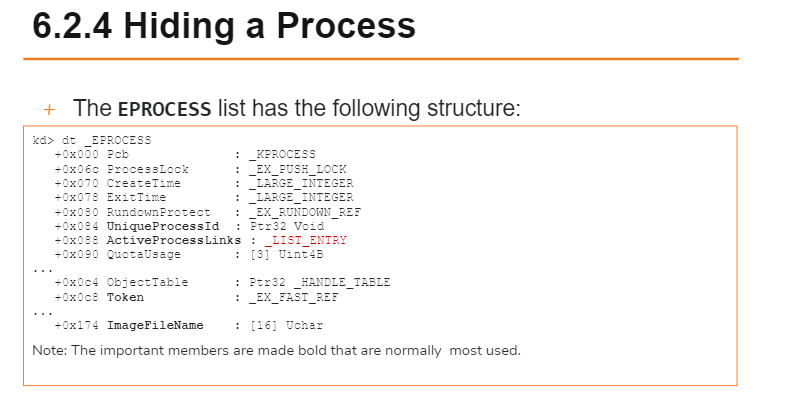 6.2.4 Hiding a Process
+ The EPROCESS list has the following structure:
kd> dt _EPROCESS
+0x000 Pcb : _KPROCESS
+0x06c ProcessLock : _EX_PUSH_LOCK
+0x070 CreateTime : _LARGE_INTEGER
+0x078 ExitTime : _LARGE_INTEGER
+0x080 RundownProtect : _EX_RUNDOWN_REF
+0x084 UniqueProcessId : Ptr32 Void
+0x088 ActiveProcessLinks : _LIST_ENTRY
+0x090 QuotaUsage : [3] Uint4B
...
+0x0c4 ObjectTable : Ptr32 _HANDLE_TABLE
+0x0c8 Token : _EX_FAST_REF
...
+0x174 ImageFileName : [16] Uchar
Note: The important members are made bold that are normally most used.